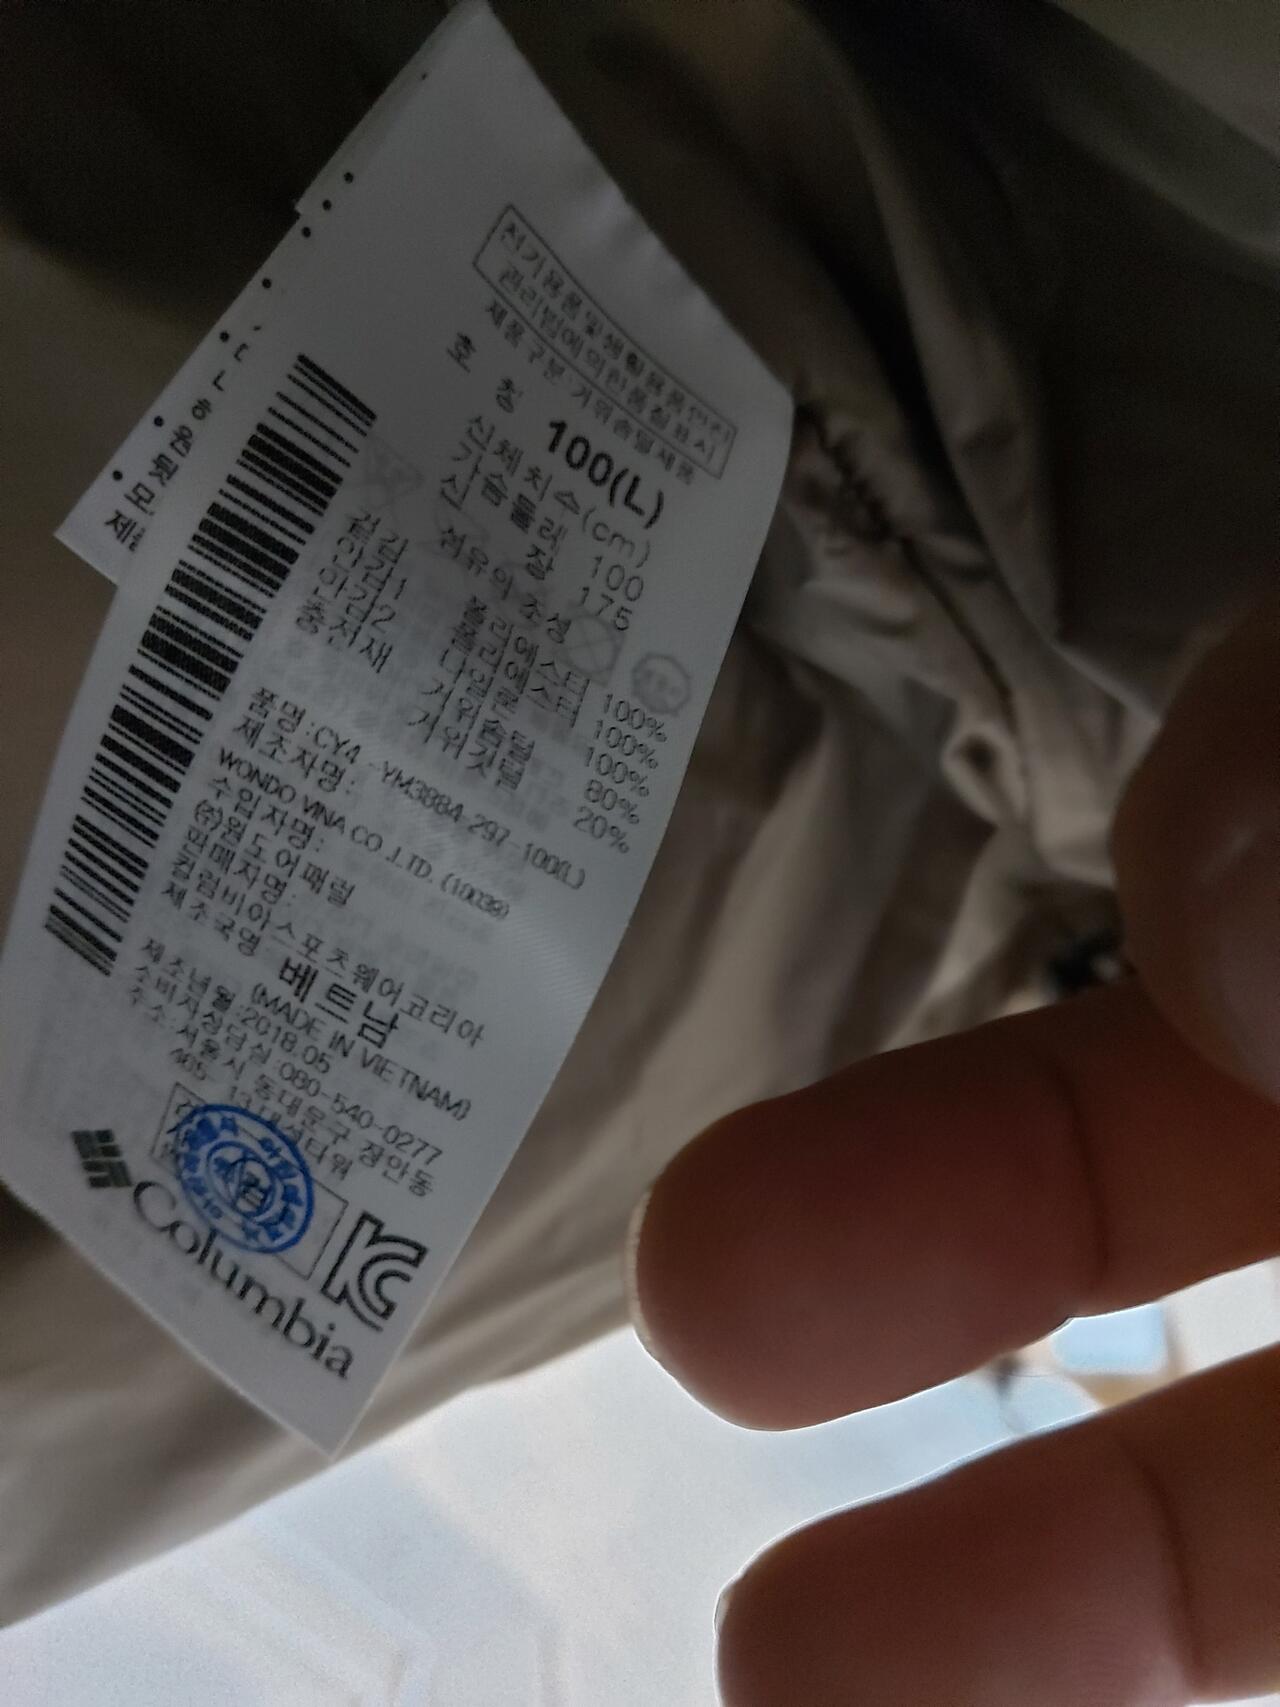 전기용품및생활용품안전
관리법에의한품질표시
제품구분:거위솜털제품
호 칭 100(L)
신체치수(cm)
가슴둘레 100
신 장 175
섬유의 조성
겉감 폴리에스터 100%
안감1 폴리에스터 100%
안감2 나일론 100%
충전재 거위솜털 80%
거위깃털 20%
품명:CY4 -YM3884-297-100(L)
제조자명:
WONDO VINA CO.,LTD. (10039)
수입자명:
(주)원도어패럴
판매자명:
컬럼비아스포츠웨어코리아
제조국명 베트남
(MADE IN VIETNAM)
제조년월:2018.05
소비자상담실:080-540-0277
주소:서울시 동대문구 장안동
465-13,대성타워
검
Columbia